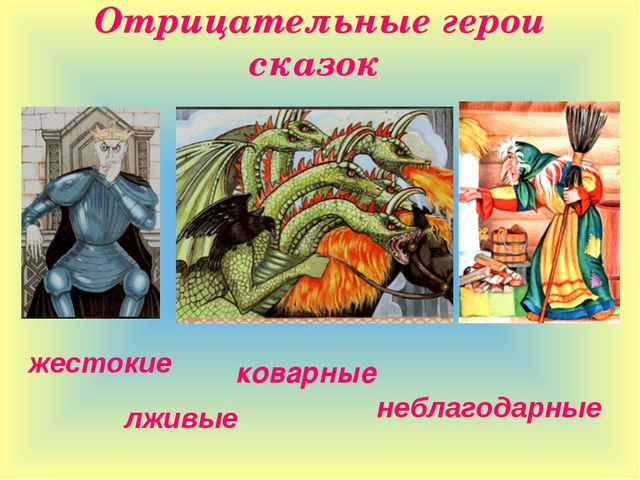 Отрицательные герои
сказок
жестокие
коварные
неблагодарные
лживые